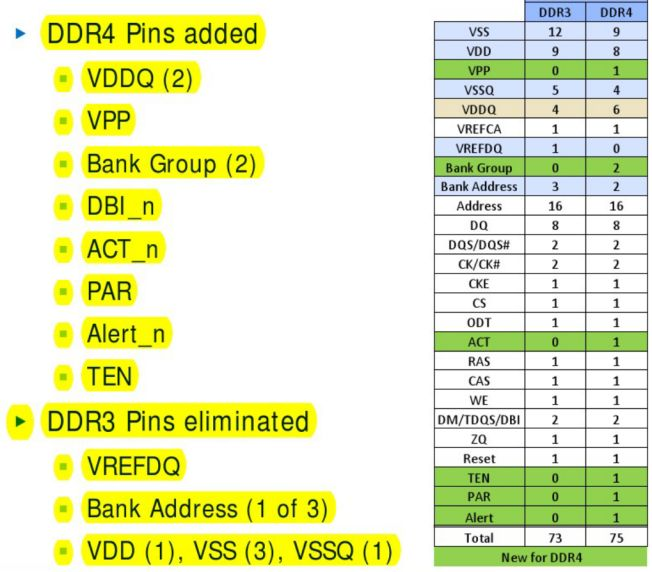 DDR4 Pins added
VDDQ (2)
VPP
Bank Group (2)
DBI_n
ACT_n
PAR
Alert_n
TEN
DDR3 Pins eliminated
VREFDQ
Bank Address (1 of 3)
VDD (1), VSS (3), VSSQ (1)
DDR3 DDR4
VSS 12 9
VDD 9 8
VPP 0 1
VSSQ 5 4
VDDQ 4 6
VREFCA 1 1
VREFDQ 1 0
Bank Group 0 2
Bank Address 3 2
Address 16 16
DQ 8 8
DQS/DQS# 2 2
CK/CK# 2 2
CKE 1 1
CS 1 1
ODT 1 1
ACT 0 1
RAS 1 1
CAS 1 1
WE 1 1
DM/TDQS/DBI 2 2
ZQ 1 1
Reset 1 1
TEN 0 1
PAR 0 1
Alert 0 1
Total 73 75
New for DDR4